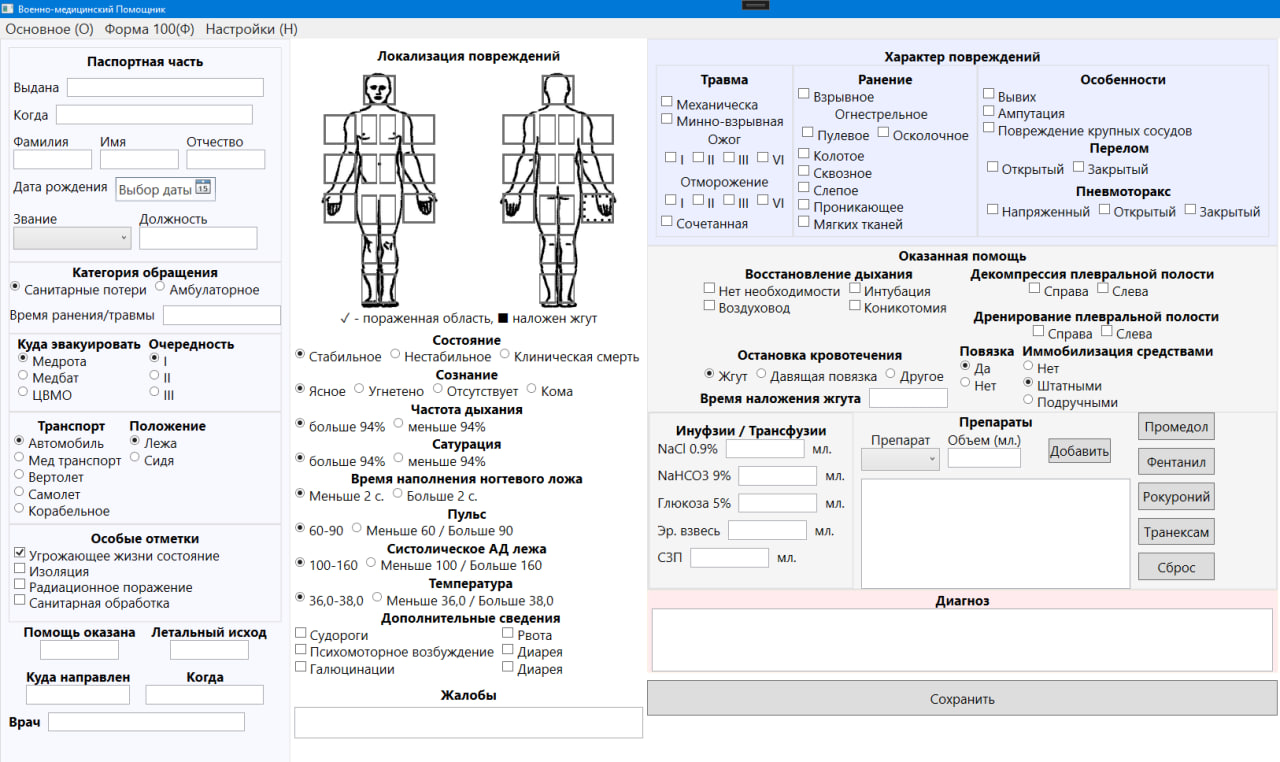 Военно-медицинский Помощник
Основное (О) Форма 100(Ф) Настройки (Н)
Паспортная часть
Выдана
Когда
Фамилия Имя Отчество
Дата рождения Выбор даты 15
Звание Должность
Категория обращения
Санитарные потери Амбулаторное
Время ранения/травмы
Куда эвакуировать Очередность
Медрота I
Медбат II
ЦВМО III
Транспорт Положение
Автомобиль Лежа
Мед транспорт Сидя
Вертолет
Самолет
Корабельное
Особые отметки
Угрожающее жизни состояние
Изоляция
Радиационное поражение
Санитарная обработка
Помощь оказана Летальный исход
Куда направлен Когда
Врач
Локализация повреждений
✓ - пораженная область, ■ наложен жгут
Состояние
Стабильное Нестабильное Клиническая смерть
Сознание
Ясное Угнетено Отсутствует Кома
Частота дыхания
больше 94% меньше 94%
Сатурация
больше 94% меньше 94%
Время наполнения ногтевого ложа
Меньше 2 с. Больше 2 с.
Пульс
60-90 Меньше 60 / Больше 90
Систолическое АД лежа
100-160 Меньше 100 / Больше 160
Температура
36,0-38,0 Меньше 36,0 / Больше 38,0
Дополнительные сведения
Судороги Рвота
Психомоторное возбуждение Диарея
Галюцинации Диарея
Жалобы
Характер повреждений
Травма
Механическа
Минно-взрывная
Ожог
I II III VI
Отморожение
I II III VI
Сочетанная
Ранение
Взрывное
Огнестрельное
Пулевое Осколочное
Колотое
Сквозное
Слепое
Проникающее
Мягких тканей
Особенности
Вывих
Ампутация
Повреждение крупных сосудов
Перелом
Открытый Закрытый
Пневмоторакс
Напряженный Открытый Закрытый
Оказанная помощь
Восстановление дыхания
Нет необходимости Интубация
Воздуховод Коникотомия
Декомпрессия плевральной полости
Справа Слева
Дренирование плевральной полости
Справа Слева
Остановка кровотечения
Жгут Давящая повязка Другое
Время наложения жгута
Повязка
Да
Нет
Иммобилизация средствами
Нет
Штатными
Подручными
Инуфзии / Трансфузии
NaCl 0.9% мл.
NaHCO3 9% мл.
Глюкоза 5% мл.
Эр. взвесь мл.
СЗП мл.
Препараты
Препарат Объем (мл.) Добавить
Промедол
Фентанил
Рокуроний
Транексам
Сброс
Диагноз
Сохранить